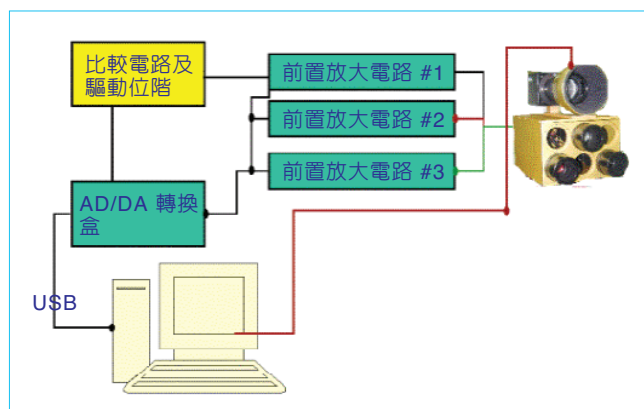 比較電路及
驅動位階
前置放大電路 #1
前置放大電路 #2
前置放大電路 #3
AD/DA 轉換
盒
USB